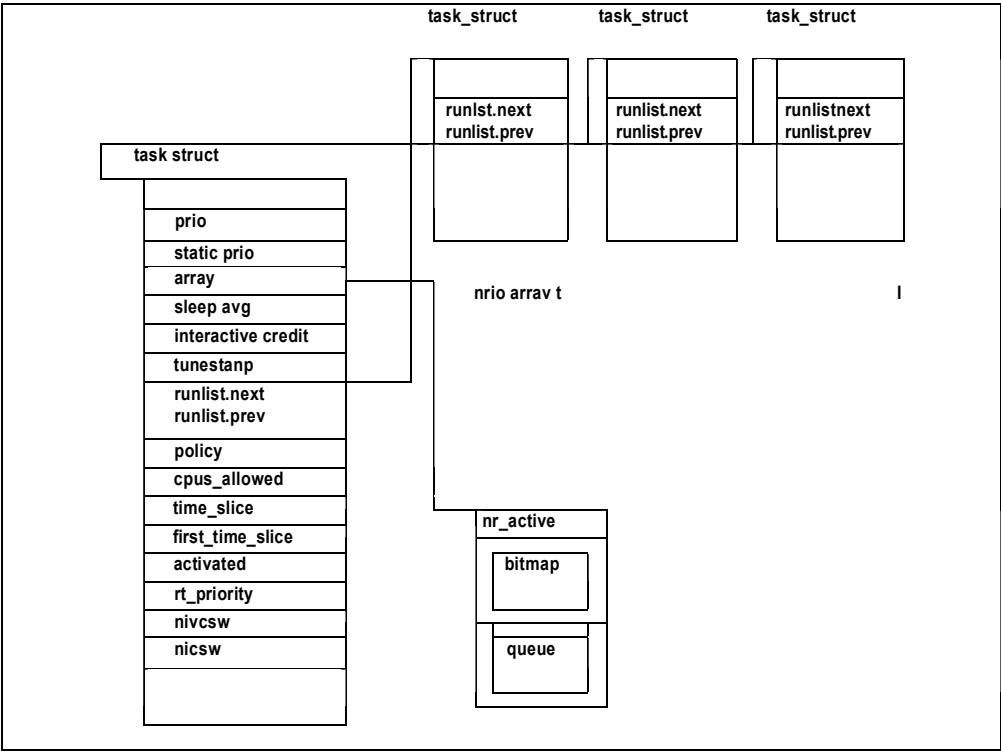 task_struct task_struct task_struct
runlst.next
runlist.prev
runlist.next
runlist.prev
runlistnext
runlist.prev
task struct
prio
static prio
array
sleep avg
interactive credit
tunestanp
runlist.next
runlist.prev
policy
cpus_allowed
time_slice
first_time_slice
activated
rt_priority
nivcsw
nicsw
nrio arrav t l
nr_active
bitmap
queue